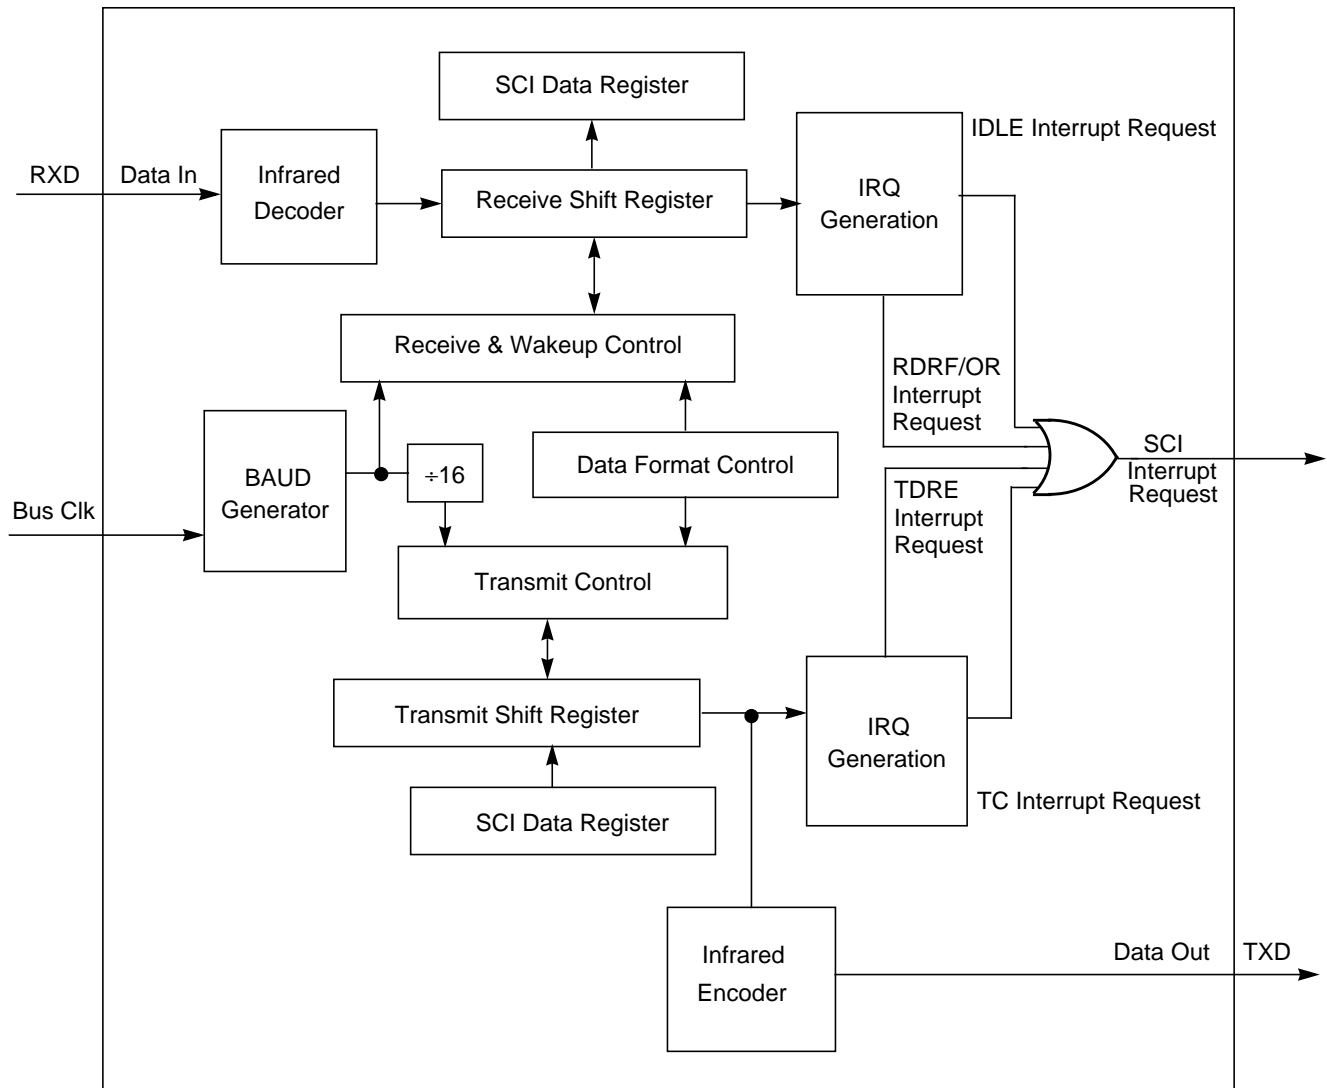 SCI Data Register
IDLE Interrupt Request
RXD
Data In
Infrared
Decoder
Receive Shift Register
IRQ
Generation
Receive & Wakeup Control
RDRF/OR
Interrupt
Request
BAUD
Generator
÷16
Data Format Control
SCI
Interrupt
Request
Bus Clk
TDRE
Interrupt
Request
Transmit Control
Transmit Shift Register
IRQ
Generation
SCI Data Register
TC Interrupt Request
Infrared
Encoder
Data Out
TXD